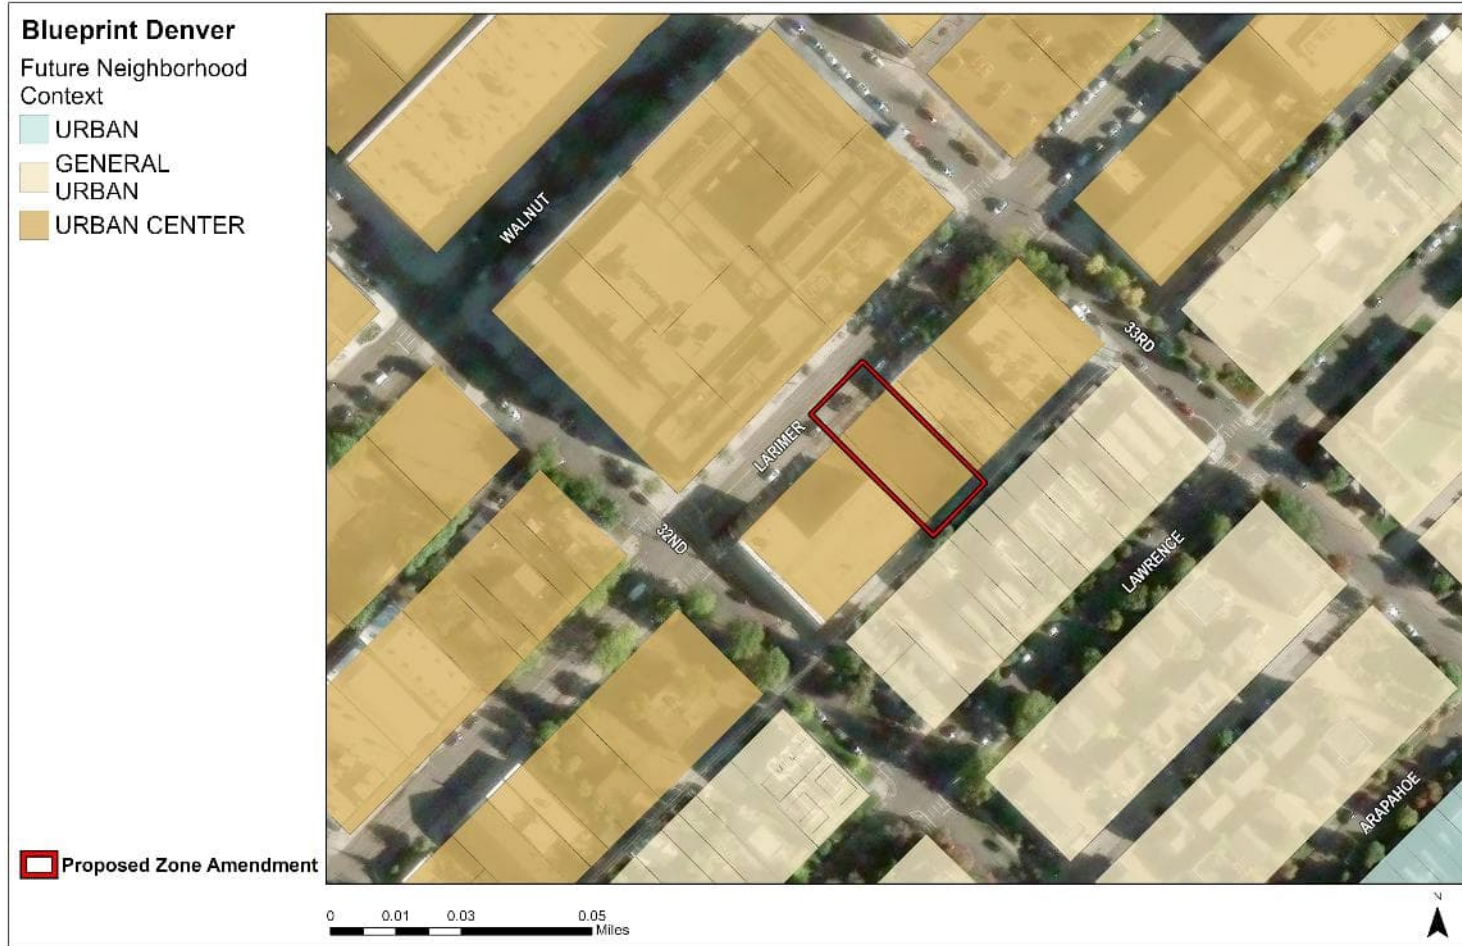 Blueprint Denver
Future Neighborhood
Context
URBAN
GENERAL
URBAN
URBAN CENTER
WALNUT
33RD
LARIMER
32ND
LAWRENCE
ARAPAHOE
Proposed Zone Amendment
0 0.01 0.03 0.05
Miles
N